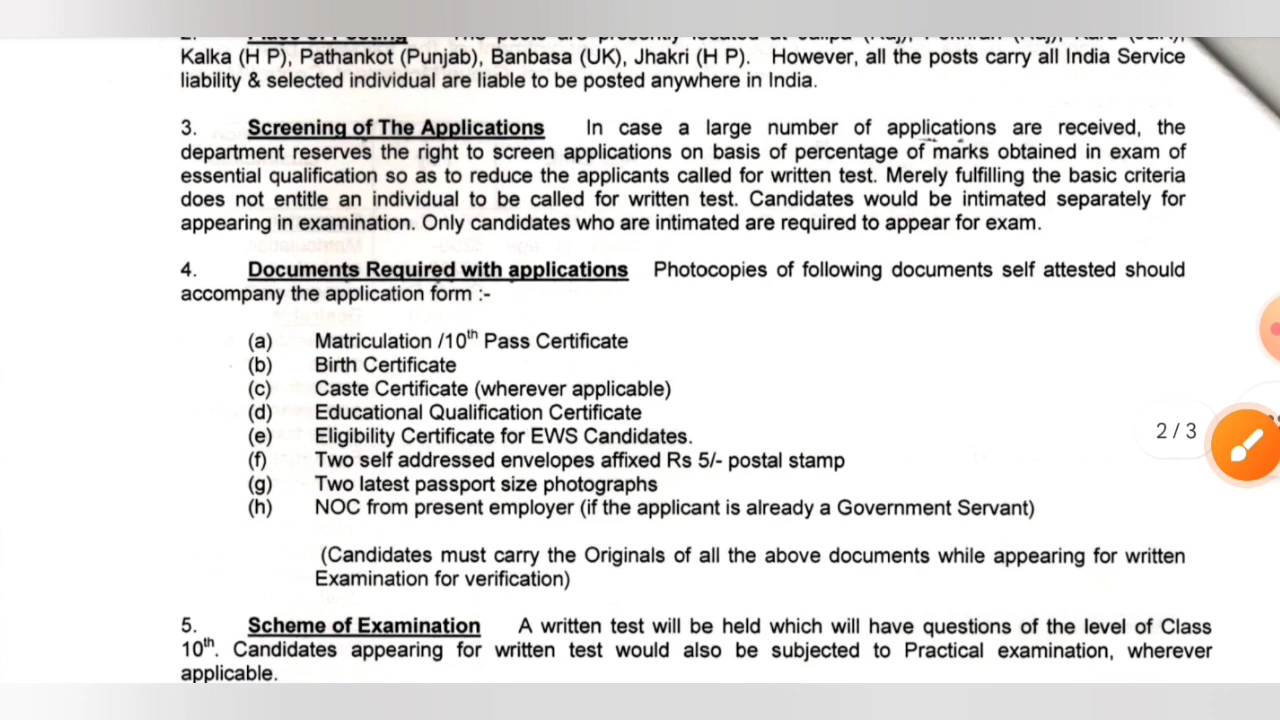 Kalka (H P), Pathankot (Punjab), Banbasa (UK), Jhakri (H P). However, all the posts carry all India Service
liability & selected individual are liable to be posted anywhere in India.
3. Screening of The Applications In case a large number of applications are received, the
department reserves the right to screen applications on basis of percentage of marks obtained in exam of
essential qualification so as to reduce the applicants called for written test. Merely fulfilling the basic criteria
does not entitle an individual to be called for written test. Candidates would be intimated separately for
appearing in examination. Only candidates who are intimated are required to appear for exam.
4. Documents Required with applications Photocopies of following documents self attested should
accompany the application form :-
(a) Matriculation /10th Pass Certificate
(b) Birth Certificate
(c) Caste Certificate (wherever applicable)
(d) Educational Qualification Certificate
(e) Eligibility Certificate for EWS Candidates.
(f) Two self addressed envelopes affixed Rs 5/- postal stamp
(g) Two latest passport size photographs
(h) NOC from present employer (if the applicant is already a Government Servant)
(Candidates must carry the Originals of all the above documents while appearing for written
Examination for verification)
2 / 3
5. Scheme of Examination A written test will be held which will have questions of the level of Class
10th. Candidates appearing for written test would also be subjected to Practical examination, wherever
applicable.